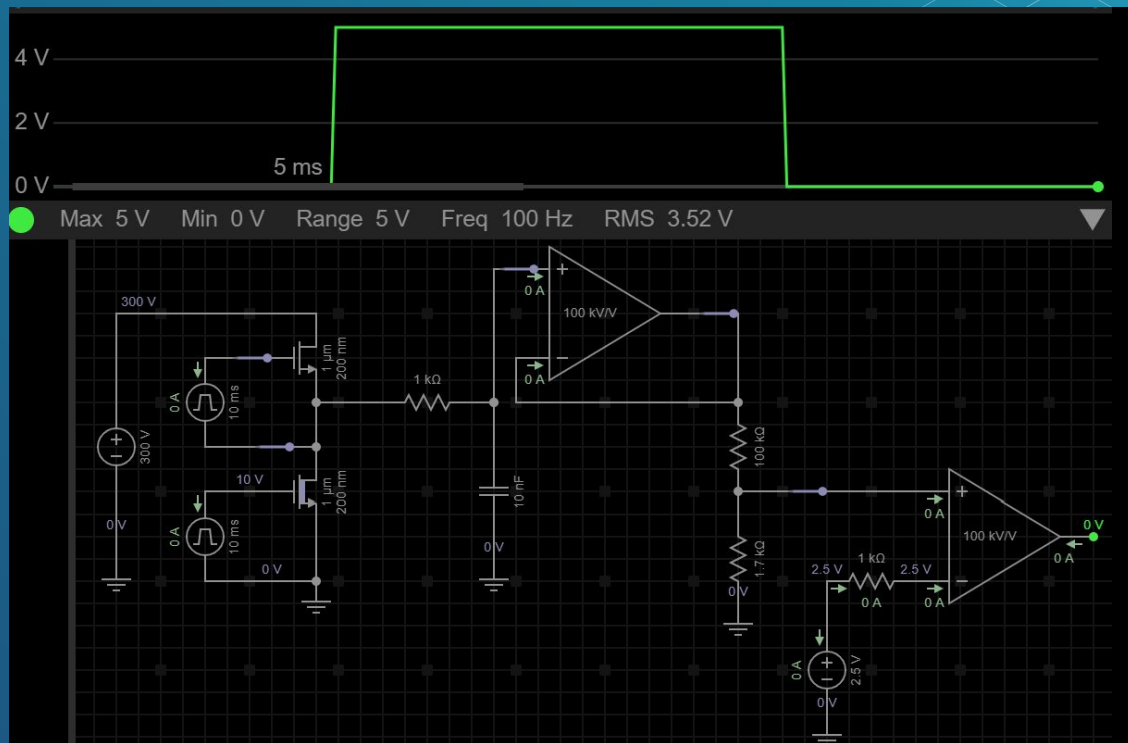 4 V
2 V
5 ms
0 V
Max 5 V Min 0 V Range 5 V Freq 100 Hz RMS 3.52 V
+
0 A
300 V
100 kV/V
1 µm
200 nm
−
0 A
1 kΩ
0 A
10 ms
+
−
300 V
100 kΩ
10 V
1 µm
200 nm
10 nF
+
0 A
0 V
0 A
10 ms
100 kV/V
0 V
0 A
0 V
0 V
1.7 kΩ
1 kΩ
2.5 V
2.5 V
−
0 A
0 A
0 V
0 A
+
−
2.5 V
0 V